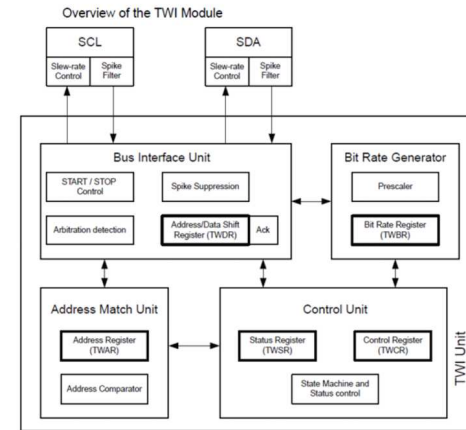 Overview of the TWI Module
SCL
Slew-rate Control
Spike Filter
SDA
Slew-rate Control
Spike Filter
Bus Interface Unit
START / STOP Control
Spike Suppression
Arbitration detection
Address/Data Shift Register (TWDR)
Ack
Bit Rate Generator
Prescaler
Bit Rate Register (TWBR)
Address Match Unit
Address Register (TWAR)
Address Comparator
Control Unit
Status Register (TWSR)
Control Register (TWCR)
State Machine and Status control
TWI Unit